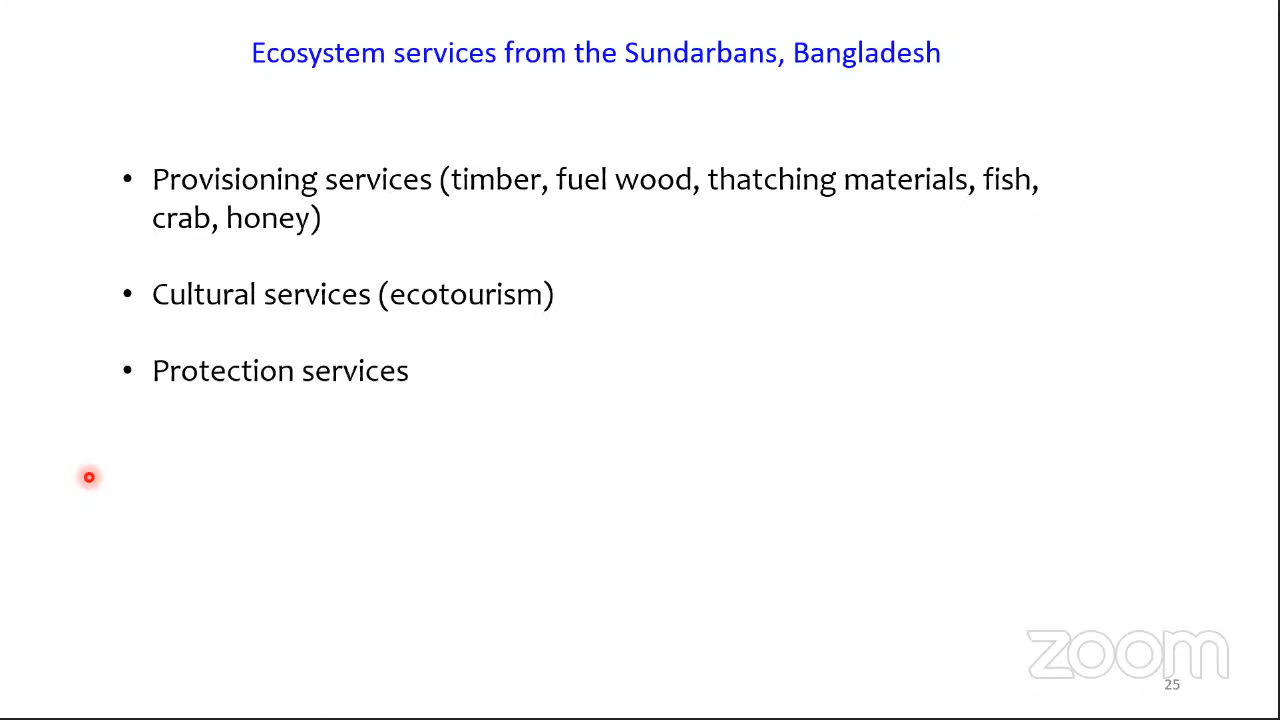 Ecosystem services from the Sundarbans, Bangladesh
• Provisioning services (timber, fuel wood, thatching materials, fish,
crab, honey)
• Cultural services (ecotourism)
• Protection services
zoom
25